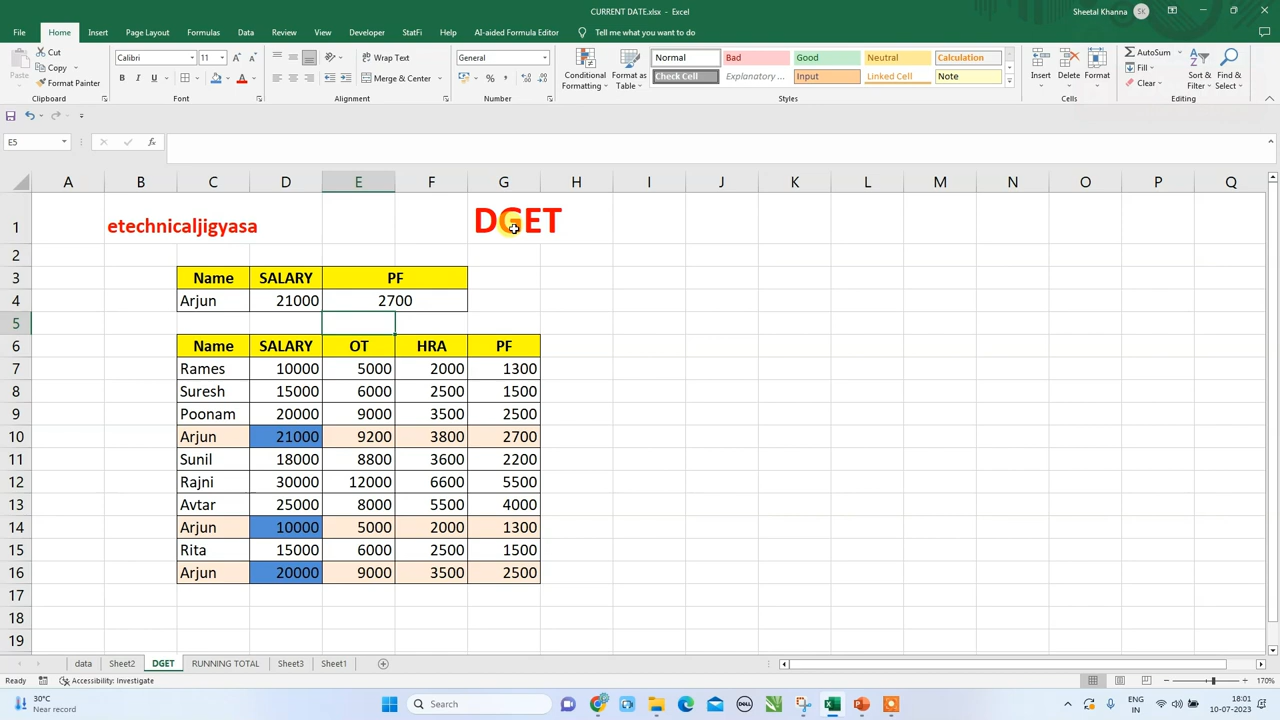 CURRENT DATE.xlsx - Excel
Sheetal Khanna SK
File Home Insert Page Layout Formulas Data Review View Developer StatFi Help AI-aided Formula Editor Tell me what you want to do
Paste
Cut
Copy
Format Painter
Clipboard
Calibri 11
B I U
Font
Wrap Text
Merge & Center
Alignment
General
Number
Conditional Formatting
Format as Table
Normal Bad Good Neutral Calculation
Check Cell Explanatory ... Input Linked Cell Note
Styles
Insert Delete Format
Cells
AutoSum
Fill
Clear
Sort & Filter
Find & Select
Editing
E5 fx
A B C D E F G H I J K L M N O P Q
1 etechnicaljigyasa DGET
2
3 Name SALARY PF
4 Arjun 21000 2700
5
6 Name SALARY OT HRA PF
7 Rames 10000 5000 2000 1300
8 Suresh 15000 6000 2500 1500
9 Poonam 20000 9000 3500 2500
10 Arjun 21000 9200 3800 2700
11 Sunil 18000 8800 3600 2200
12 Rajni 30000 12000 6600 5500
13 Avtar 25000 8000 5500 4000
14 Arjun 10000 5000 2000 1300
15 Rita 15000 6000 2500 1500
16 Arjun 20000 9000 3500 2500
17
18
19
data Sheet2 DGET RUNNING TOTAL Sheet3 Sheet1
Ready Accessibility: Investigate 170%
30°C
Near record
Search
DELL
ENG
IN
18:01
10-07-2023